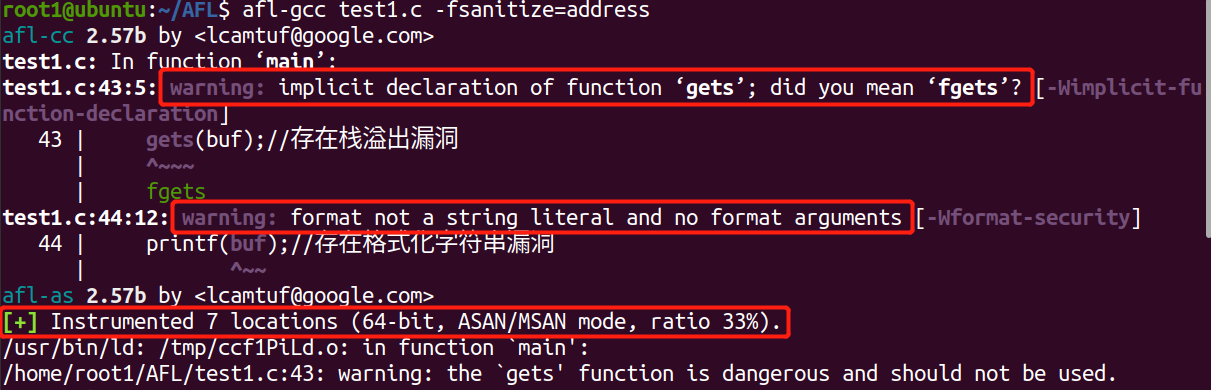 root1@ubuntu:~/AFL$ afl-gcc test1.c -fsanitize=address
afl-cc 2.57b by <lcamtuf@google.com>
test1.c: In function ‘main’:
test1.c:43:5: warning: implicit declaration of function ‘gets’; did you mean ‘fgets’? [-Wimplicit-fu
nction-declaration]
   43 |     gets(buf);//存在栈溢出漏洞
      |     ^~~~
      |     fgets
test1.c:44:12: warning: format not a string literal and no format arguments [-Wformat-security]
   44 |     printf(buf);//存在格式化字符串漏洞
      |            ^~~
afl-as 2.57b by <lcamtuf@google.com>
[+] Instrumented 7 locations (64-bit, ASAN/MSAN mode, ratio 33%).
/usr/bin/ld: /tmp/ccf1PiLd.o: in function `main':
/home/root1/AFL/test1.c:43: warning: the `gets' function is dangerous and should not be used.